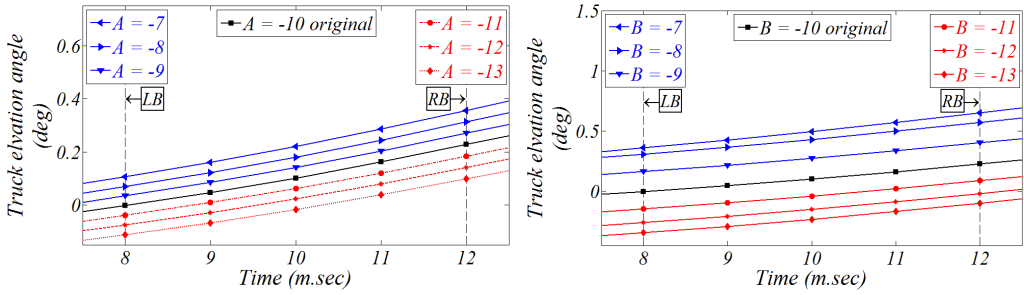 A = -7
A = -8
A = -9
A = -10 original
A = -11
A = -12
A = -13
LB
RB
0.6
0.4
0.2
0
8
9
10
11
12
Time (m.sec)
Truck elvation angle
(deg)
B = -7
B = -8
B = -9
B = -10 original
B = -11
B = -12
B = -13
LB
RB
1.5
1
0.5
0
8
9
10
11
12
Time (m.sec)
Truck elvation angle
(deg)